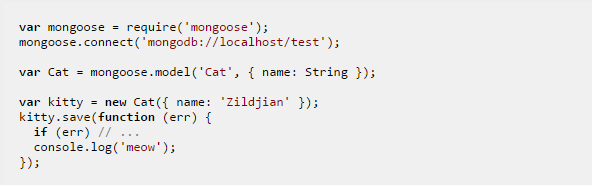 var mongoose = require('mongoose');
mongoose.connect('mongodb://localhost/test');

var Cat = mongoose.model('Cat', { name: String });

var kitty = new Cat({ name: 'Zildjian' });
kitty.save(function (err) {
  if (err) // ...
  console.log('meow');
});